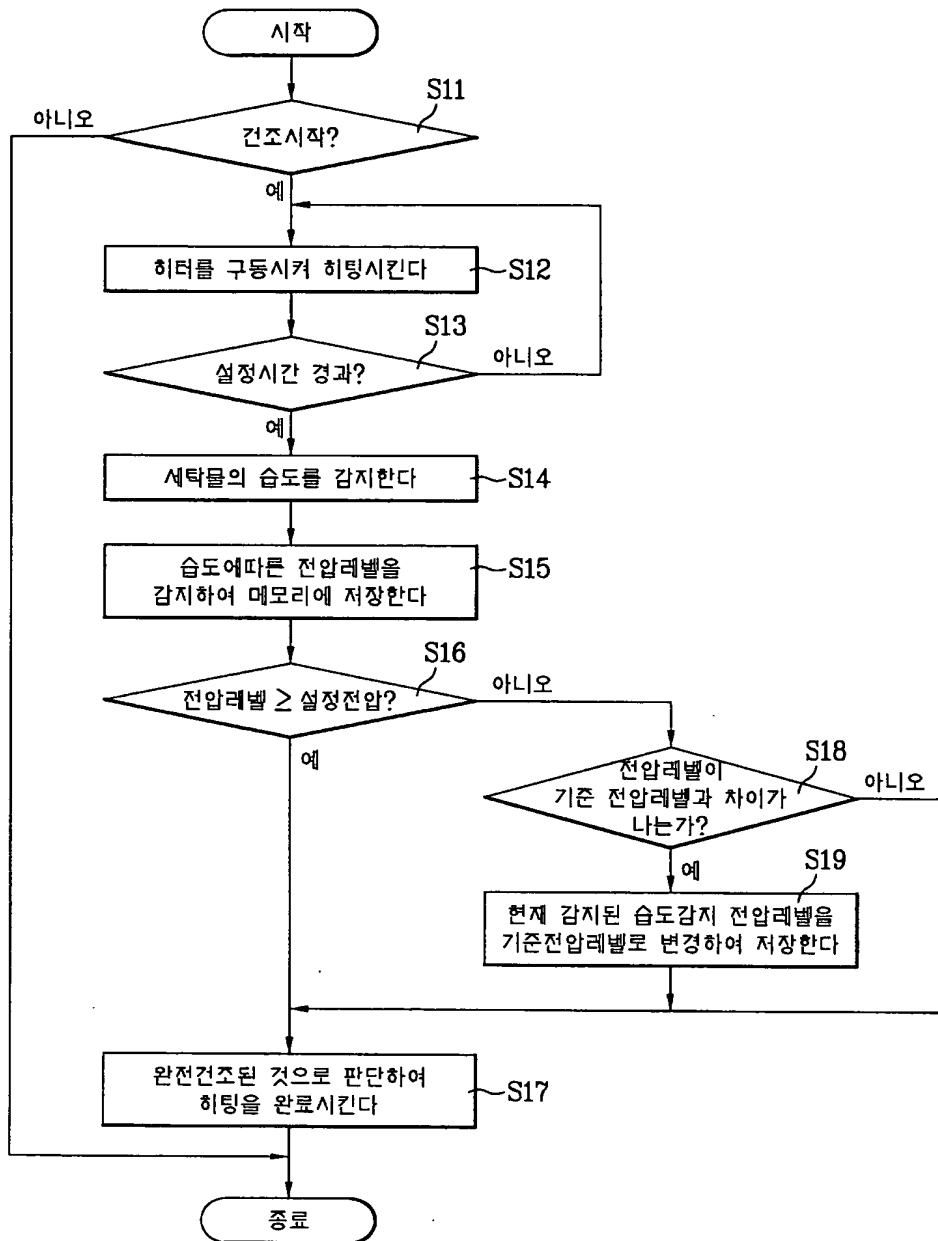 시작
S11
아니오
건조시작?
예
히터를 구동시켜 히팅시킨다
S12
S13
설정시간 경과?
아니오
예
세탁물의 습도를 감지한다
S14
습도에따른 전압레벨을
감지하여 메모리에 저장한다
S15
S16
전압레벨 ≥ 설정전압?
아니오
예
S18
전압레벨이
기준 전압레벨과 차이가
나는가?
아니오
예
S19
현재 감지된 습도감지 전압레벨을
기준전압레벨로 변경하여 저장한다
완전건조된 것으로 판단하여
히팅을 완료시킨다
S17
종료